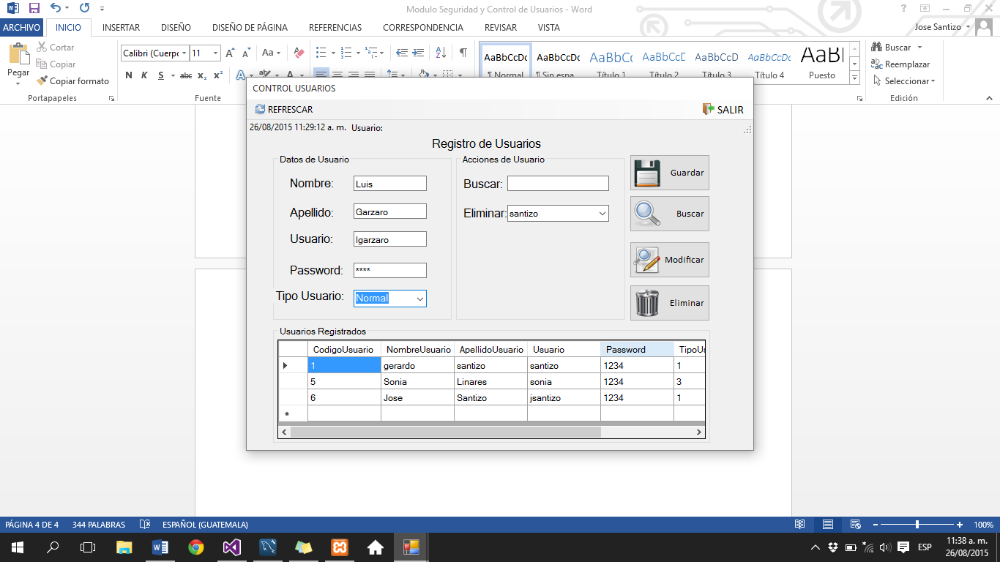 Modulo Seguridad y Control de Usuarios - Word
ARCHIVO INICIO INSERTAR DISEÑO DISEÑO DE PÁGINA REFERENCIAS CORRESPONDENCIA REVISAR VISTA Jose Santizo
Pegar
Cortar
Copiar
Copiar formato
Portapapeles
Calibri (Cuerpo 11
N K S abc x₂ x²
Fuente
AaBbCcDc AaBbCcDc AaBbCc AaBbCcD AaBbCcD AaBbCcDc AaBbI
¶ Normal ¶ Sin espa... Título 1 Título 2 Título 3 Título 4 Puesto
Buscar
Reemplazar
Seleccionar
Edición
CONTROL USUARIOS
REFRESCAR SALIR
26/08/2015 11:29:12 a. m. Usuario:
Registro de Usuarios
Datos de Usuario
Nombre: Luis
Apellido: Garzaro
Usuario: lgarzaro
Password: ****
Tipo Usuario: Normal
Acciones de Usuario
Buscar:
Eliminar: santizo
Guardar
Buscar
Modificar
Eliminar
Usuarios Registrados
CodigoUsuario NombreUsuario ApellidoUsuario Usuario Password TipoUs
1 gerardo santizo santizo 1234 1
5 Sonia Linares sonia 1234 3
6 Jose Santizo jsantizo 1234 1
*
PÁGINA 4 DE 4 344 PALABRAS ESPAÑOL (GUATEMALA) 100%
ESP
11:38 a. m.
26/08/2015